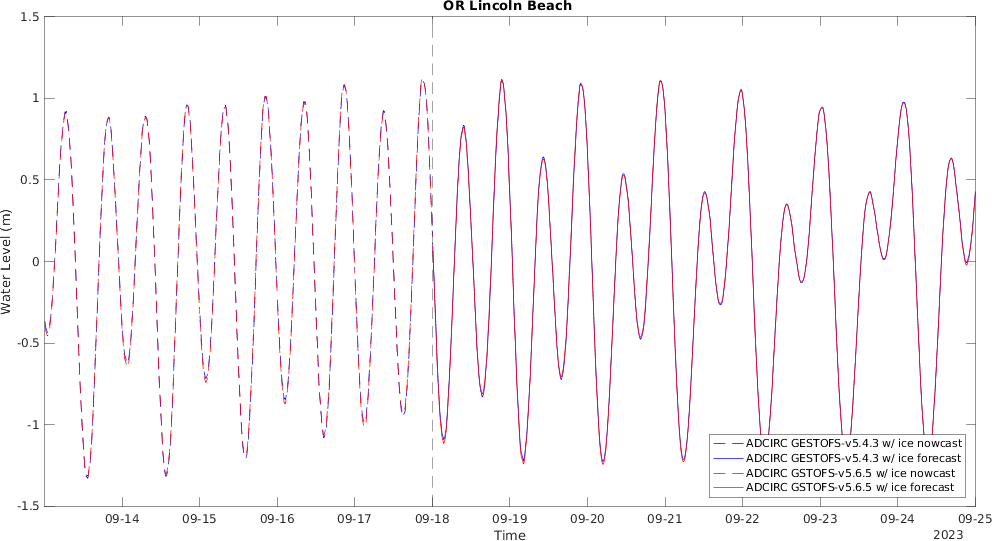 OR Lincoln Beach
1.5
1
0.5
0
-0.5
-1
-1.5
Water Level (m)
09-14 09-15 09-16 09-17 09-18 09-19 09-20 09-21 09-22 09-23 09-24 09-25
Time
2023
ADCIRC GESTOFS-v5.4.3 w/ ice nowcast
ADCIRC GESTOFS-v5.4.3 w/ ice forecast
ADCIRC GSTOFS-v5.6.5 w/ ice nowcast
ADCIRC GSTOFS-v5.6.5 w/ ice forecast